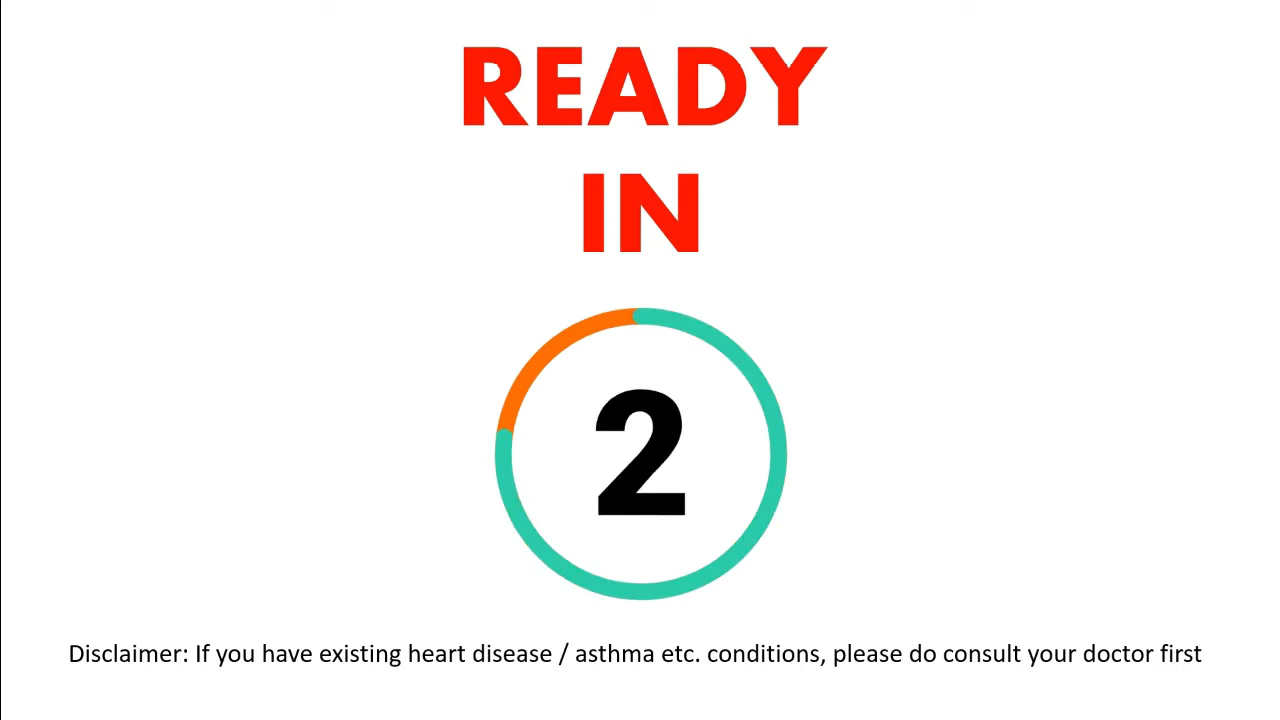 READY
IN
2
Disclaimer: If you have existing heart disease / asthma etc. conditions, please do consult your doctor first